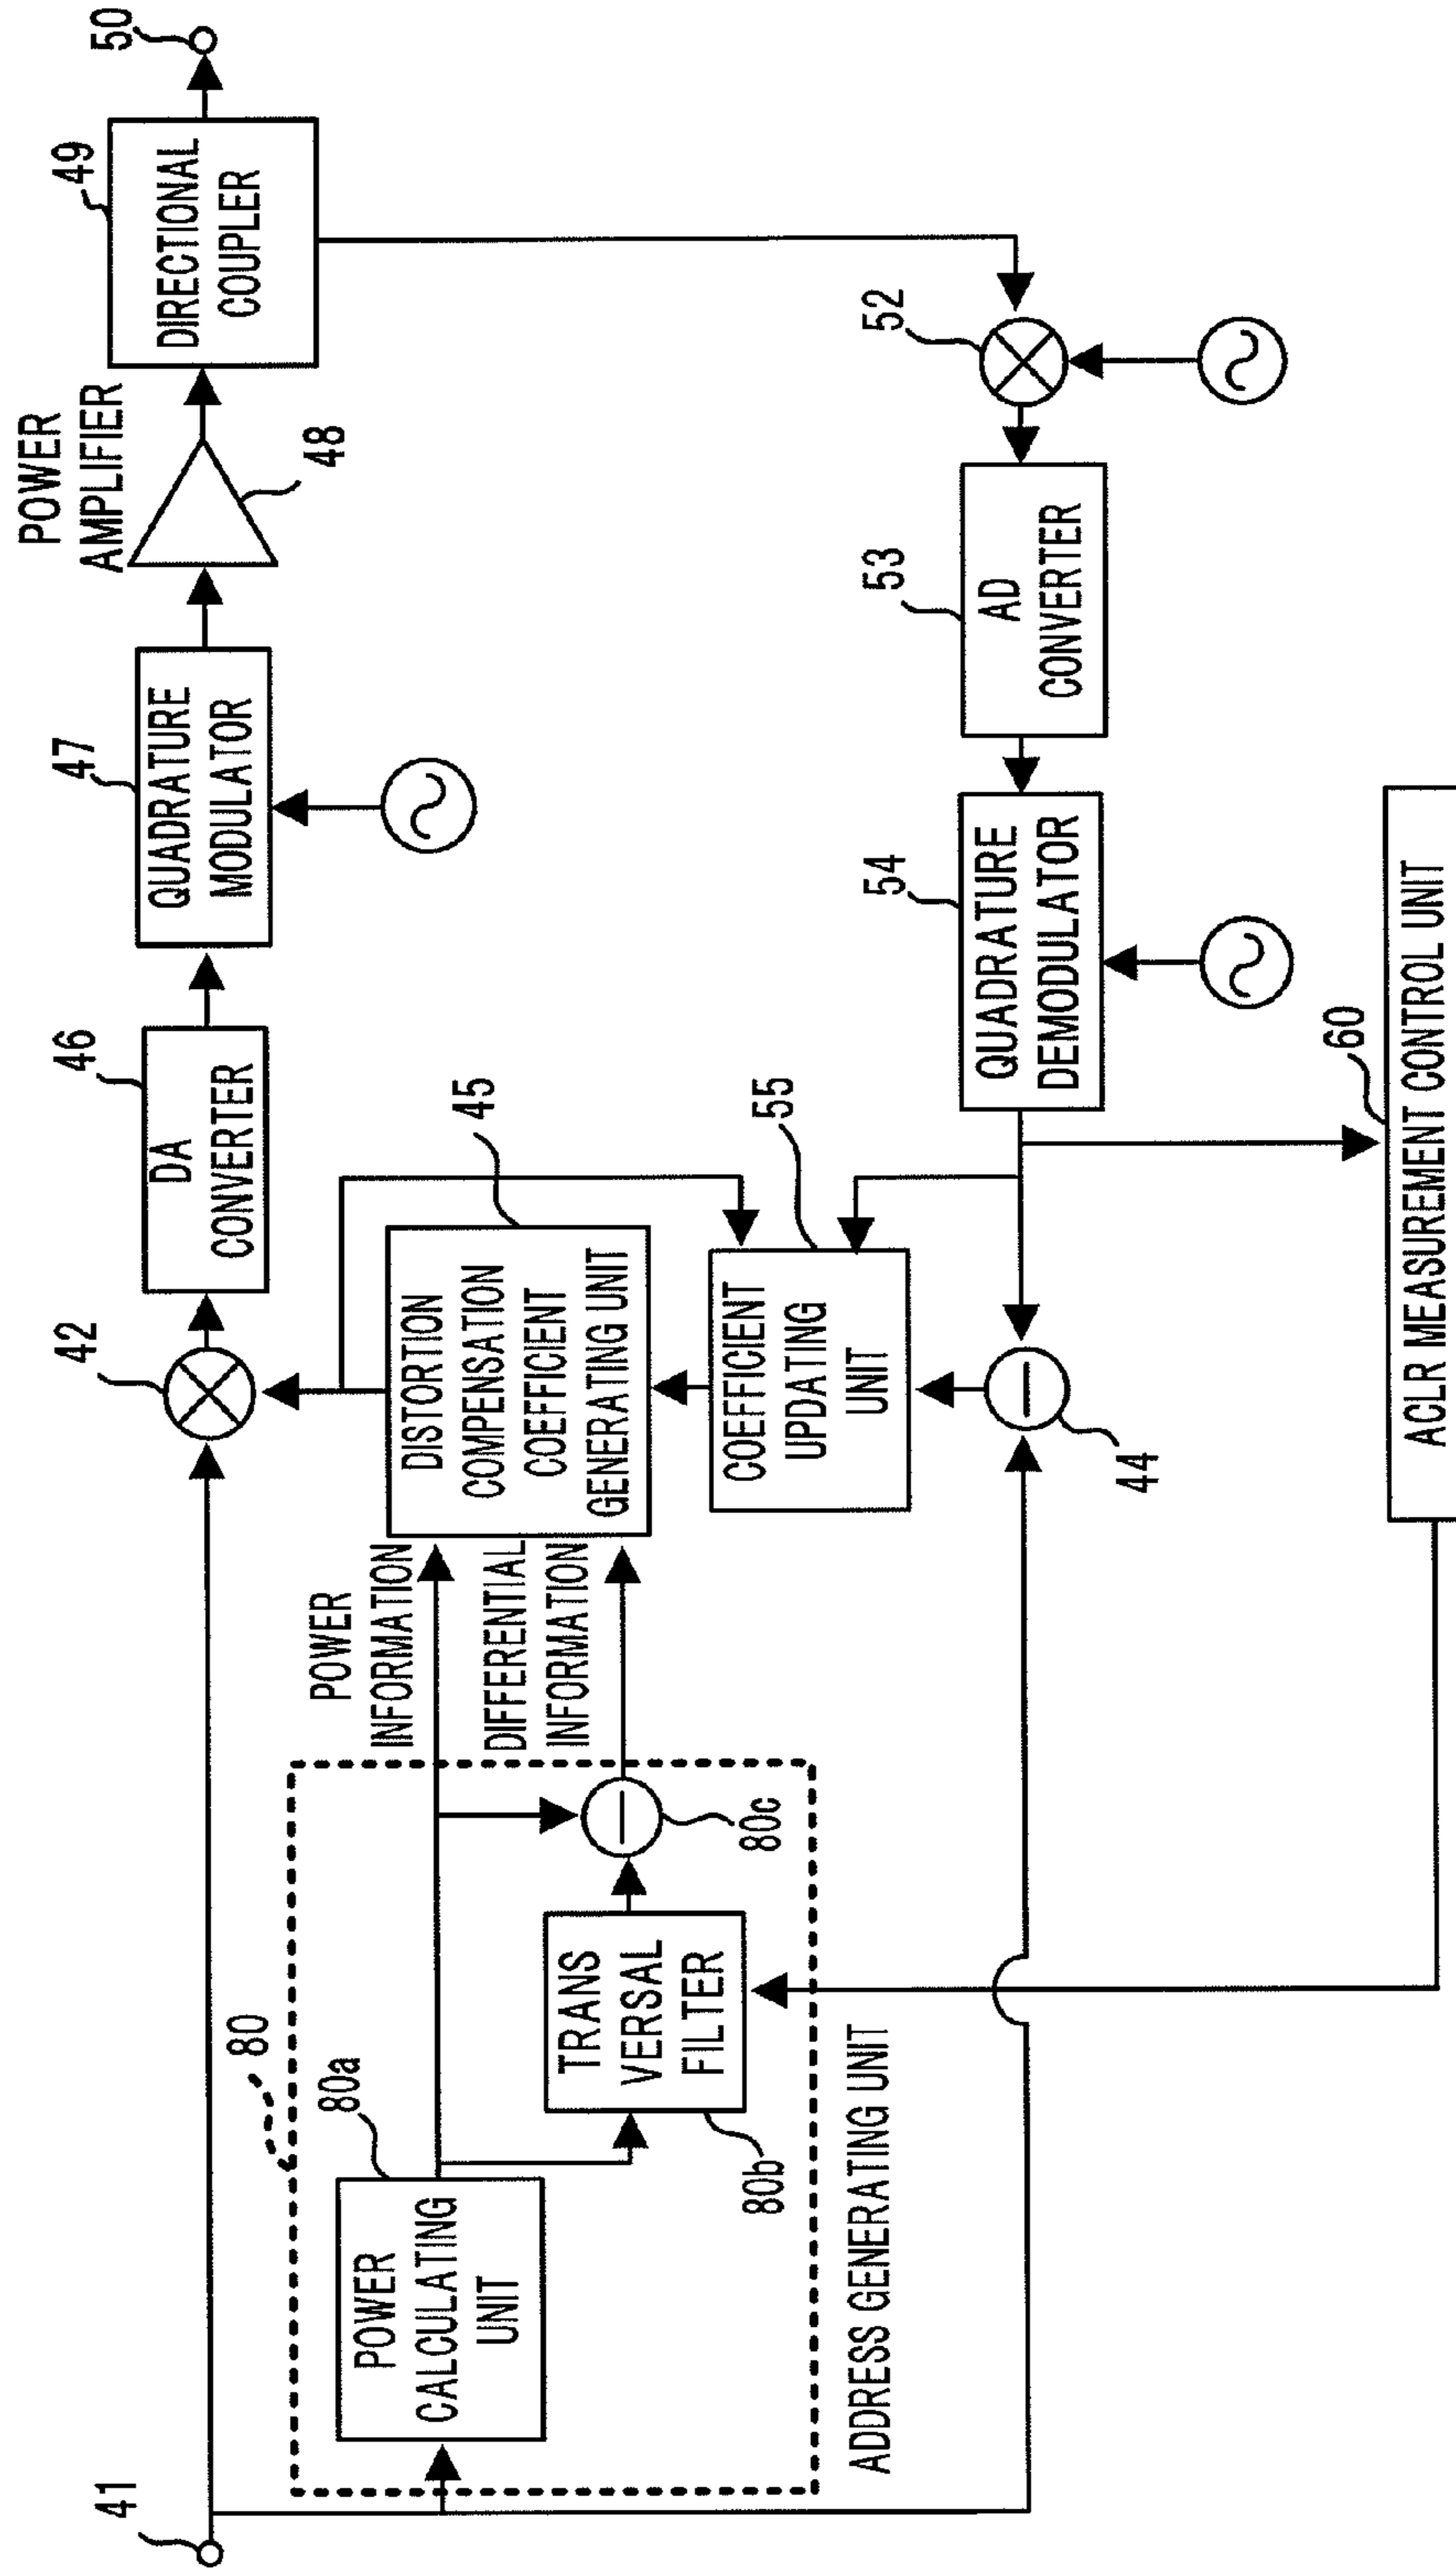 41
42
46
DA
CONVERTER
47
QUADRATURE
MODULATOR
POWER
AMPLIFIER
48
49
DIRECTIONAL
COUPLER
50
80
80a
POWER
CALCULATING
UNIT
80b
TRANS
VERSAL
FILTER
80c
ADDRESS GENERATING UNIT
POWER
INFORMATION
DIFFERENTIAL
INFORMATION
45
DISTORTION
COMPENSATION
COEFFICIENT
GENERATING UNIT
55
COEFFICIENT
UPDATING
UNIT
44
54
QUADRATURE
DEMODULATOR
53
AD
CONVERTER
52
60
ACLR MEASUREMENT CONTROL UNIT